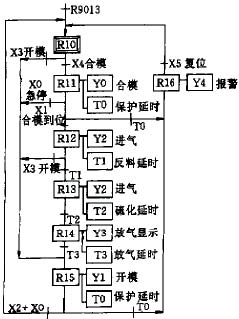 R9013
R10
X3开模
X4合模
X5 复位
R11
Y0
合模
R16
Y4
报警
X0
急停
X1
T0
保护延时
合模到位
T0
R12
Y2
进气
T1
反料延时
X3 开模
T1
R13
Y2
进气
T2
硫化延时
T2
R14
Y3
放气显示
T3
放气延时
T3
R15
Y1
开模
T0
保护延时
X2+X0
T0